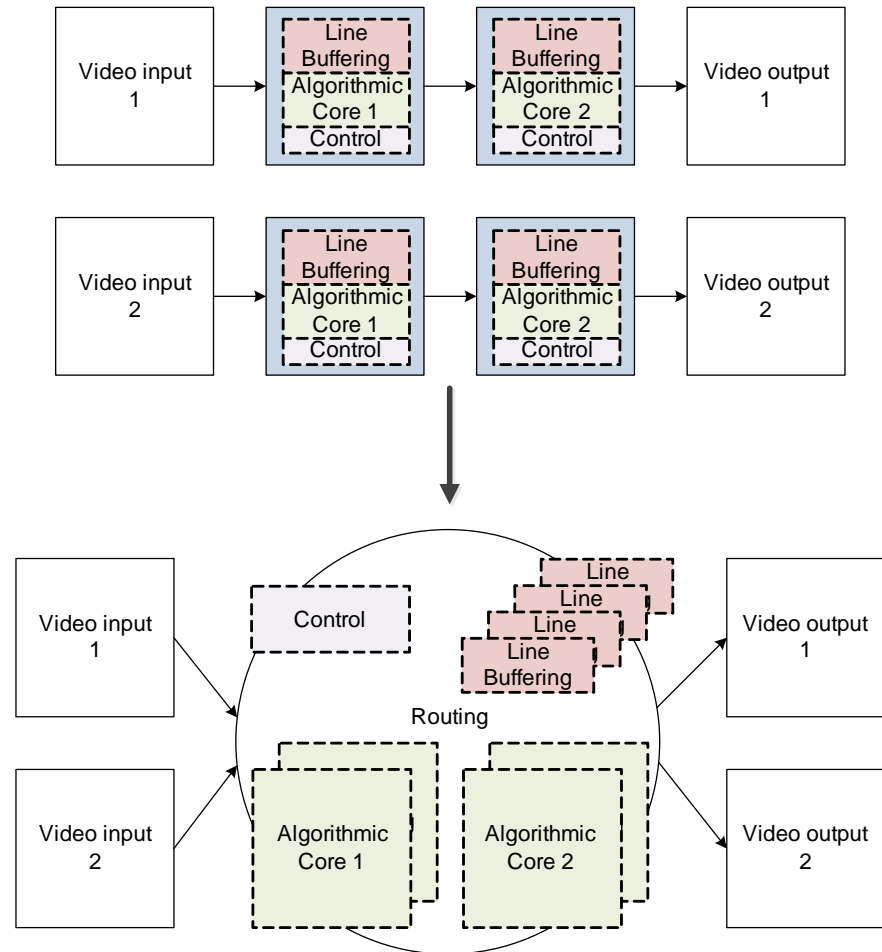 Video input
1
Line
Buffering
Algorithmic
Core 1
Control
Line
Buffering
Algorithmic
Core 2
Control
Video output
1
Video input
2
Line
Buffering
Algorithmic
Core 1
Control
Line
Buffering
Algorithmic
Core 2
Control
Video output
2
Video input
1
Control
Line
Line
Line
Line
Buffering
Video output
1
Routing
Video input
2
Algorithmic
Core 1
Algorithmic
Core 2
Video output
2